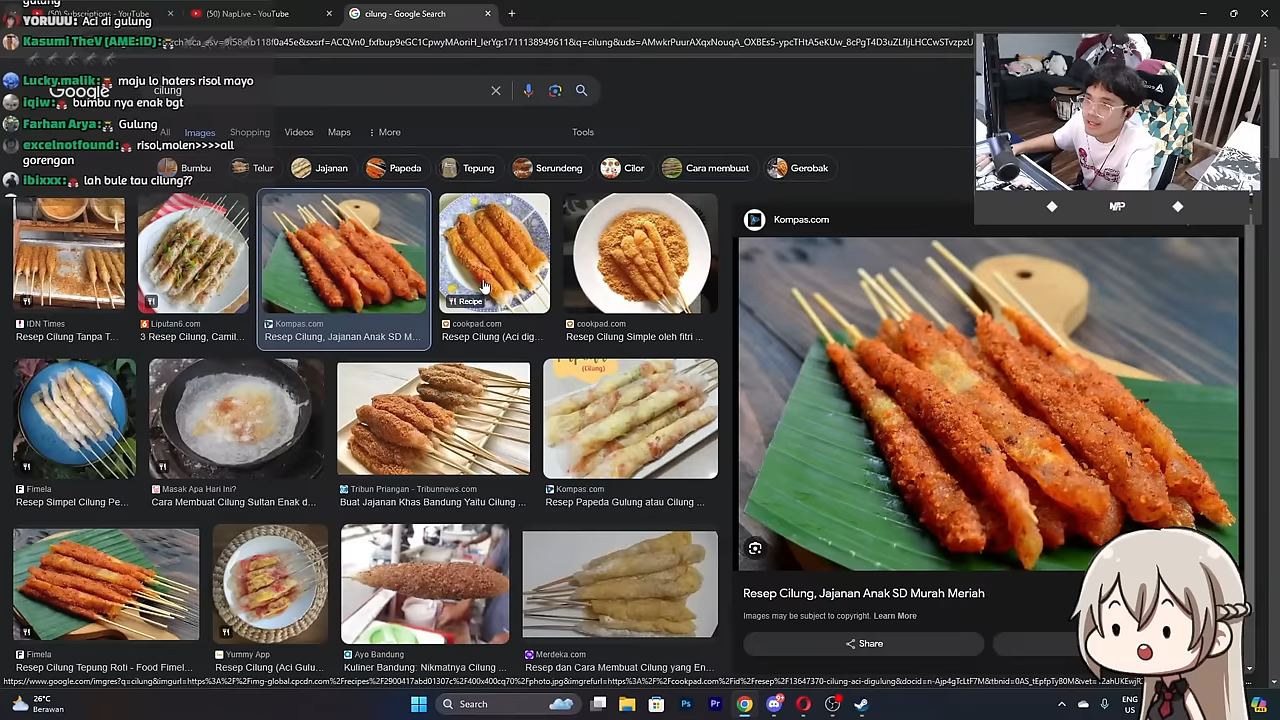 (50) Subscriptions - YouTube
(50) NapLive - YouTube
cilung - Google Search
gulung
YORUUU: Aci di gulung
Kasumi TheV [AME:ID]:
Lucky.malik: maju lo haters risol mayo
iqiw: bumbu nya enak bgt
Farhan Arya: Gulung
excelnotfound: risol,molen>>>>all
gorengan
ibixxx: lah bule tau cilung??
Google
cilung
All
Images
Shopping
Videos
Maps
More
Tools
Bumbu
Telur
Jajanan
Papeda
Tepung
Serundeng
Cilor
Cara membuat
Gerobak
Recipe
IDN Times
Resep Cilung Tanpa T...
Liputan6.com
3 Resep Cilung, Camil...
Kompas.com
Resep Cilung, Jajanan Anak SD M...
cookpad.com
Resep Cilung (Aci dig...
cookpad.com
Resep Cilung Simple oleh fitri ...
(Cilung)
Fimela
Resep Simpel Cilung Pe...
Masak Apa Hari Ini?
Cara Membuat Cilung Sultan Enak d...
Tribun Priangan - Tribunnews.com
Buat Jajanan Khas Bandung Yaitu Cilung ...
Kompas.com
Resep Papeda Gulung atau Cilung ...
Fimela
Resep Cilung Tepung Roti - Food Fimel...
Yummy App
Resep Cilung (Aci Gulu...
Ayo Bandung
Kuliner Bandung: Nikmatnya Cilung ...
Merdeka.com
Resep dan Cara Membuat Cilung yang En...
Kompas.com
Resep Cilung, Jajanan Anak SD Murah Meriah
Images may be subject to copyright. Learn More
Share
26°C
Berawan
Search
ENG
US